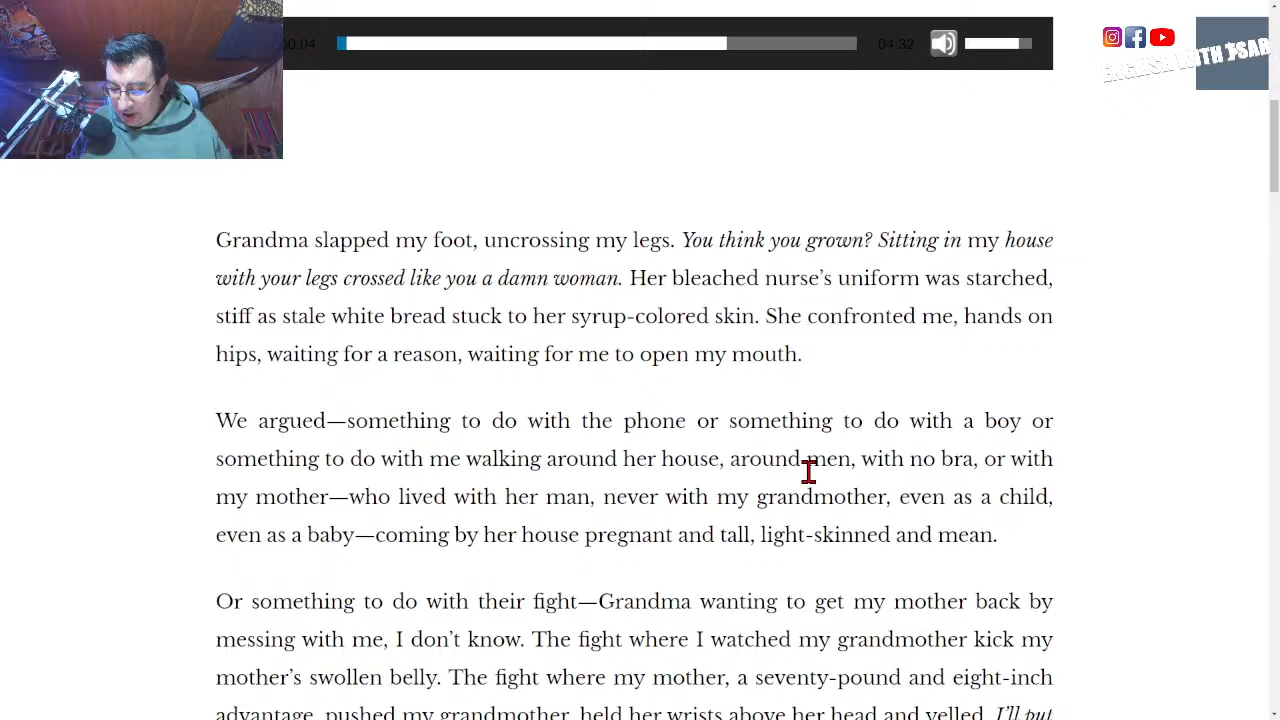 00:04
04:32
ENGLISH WITH
Grandma slapped my foot, uncrossing my legs. You think you grown? Sitting in my house
with your legs crossed like you a damn woman. Her bleached nurse’s uniform was starched,
stiff as stale white bread stuck to her syrup-colored skin. She confronted me, hands on
hips, waiting for a reason, waiting for me to open my mouth.
We argued—something to do with the phone or something to do with a boy or
something to do with me walking around her house, around men, with no bra, or with
my mother—who lived with her man, never with my grandmother, even as a child,
even as a baby—coming by her house pregnant and tall, light-skinned and mean.
Or something to do with their fight—Grandma wanting to get my mother back by
messing with me, I don’t know. The fight where I watched my grandmother kick my
mother’s swollen belly. The fight where my mother, a seventy-pound and eight-inch
advantage, pushed my grandmother, held her wrists above her head and yelled, I’ll put